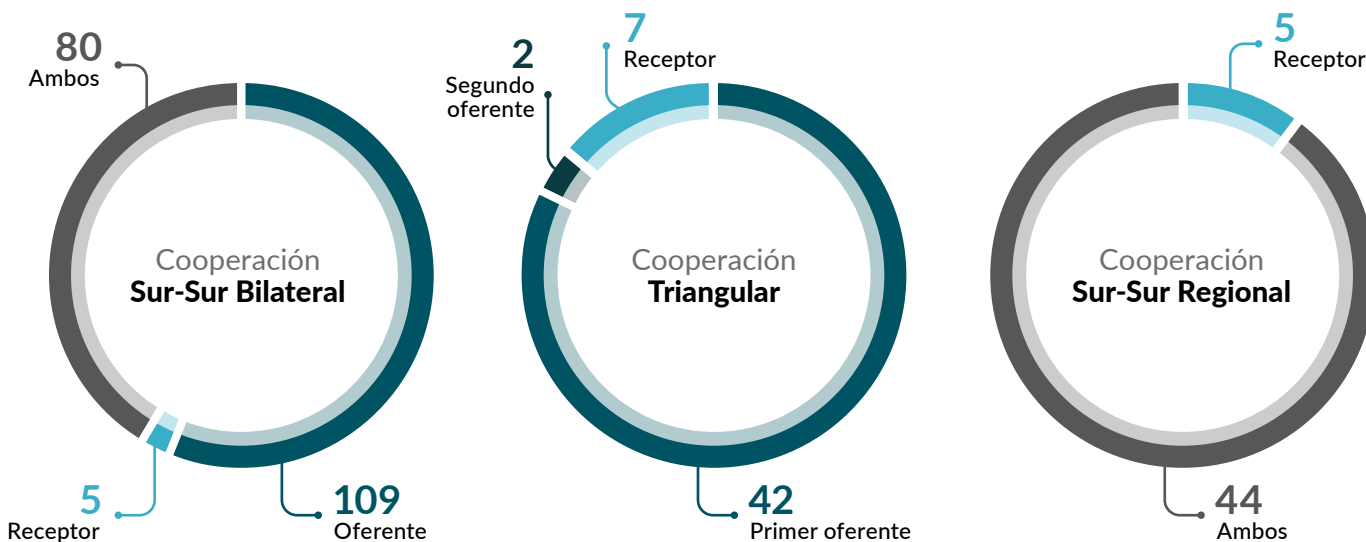 80
Ambos
Cooperación
Sur-Sur Bilateral
5
Receptor
109
Oferente
2
Segundo
oferente
7
Receptor
Cooperación
Triangular
42
Primer oferente
5
Receptor
Cooperación
Sur-Sur Regional
44
Ambos